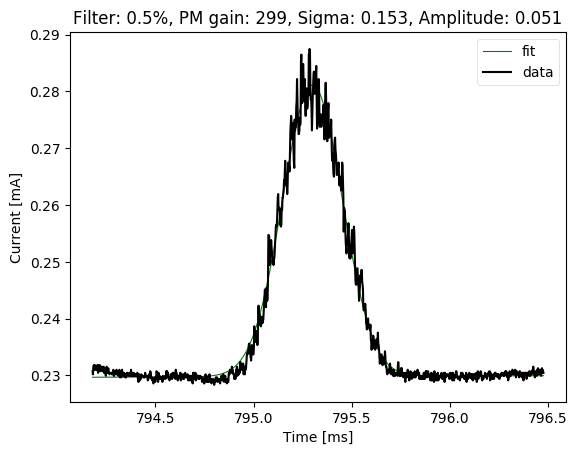 Filter: 0.5%, PM gain: 299, Sigma: 0.153, Amplitude: 0.051
fit
data
0.29
0.28
0.27
0.26
0.25
0.24
0.23
Current [mA]
794.5
795.0
795.5
796.0
796.5
Time [ms]